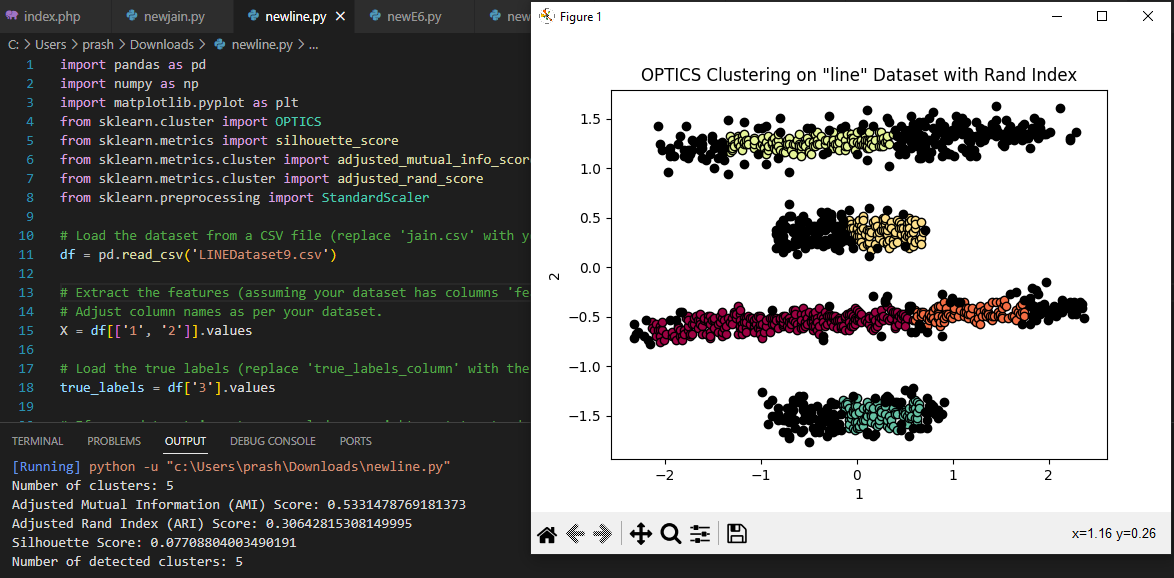 index.php newjain.py newline.py newE6.py new
C: > Users > prash > Downloads > newline.py > ...
1 import pandas as pd
2 import numpy as np
3 import matplotlib.pyplot as plt
4 from sklearn.cluster import OPTICS
5 from sklearn.metrics import silhouette_score
6 from sklearn.metrics.cluster import adjusted_mutual_info_scor
7 from sklearn.metrics.cluster import adjusted_rand_score
8 from sklearn.preprocessing import StandardScaler
9
10 # Load the dataset from a CSV file (replace 'jain.csv' with y
11 df = pd.read_csv('LINEDataset9.csv')
12
13 # Extract the features (assuming your dataset has columns 'fe
14 # Adjust column names as per your dataset.
15 X = df[['1', '2']].values
16
17 # Load the true labels (replace 'true_labels_column' with the
18 true_labels = df['3'].values
19
TERMINAL PROBLEMS OUTPUT DEBUG CONSOLE PORTS
[Running] python -u "c:\Users\prash\Downloads\newline.py"
Number of clusters: 5
Adjusted Mutual Information (AMI) Score: 0.5331478769181373
Adjusted Rand Index (ARI) Score: 0.30642815308149995
Silhouette Score: 0.07708804003490191
Number of detected clusters: 5
Figure 1
OPTICS Clustering on "line" Dataset with Rand Index
1.5
1.0
0.5
0.0
−0.5
−1.0
−1.5
2
−2 −1 0 1 2
1
x=1.16 y=0.26